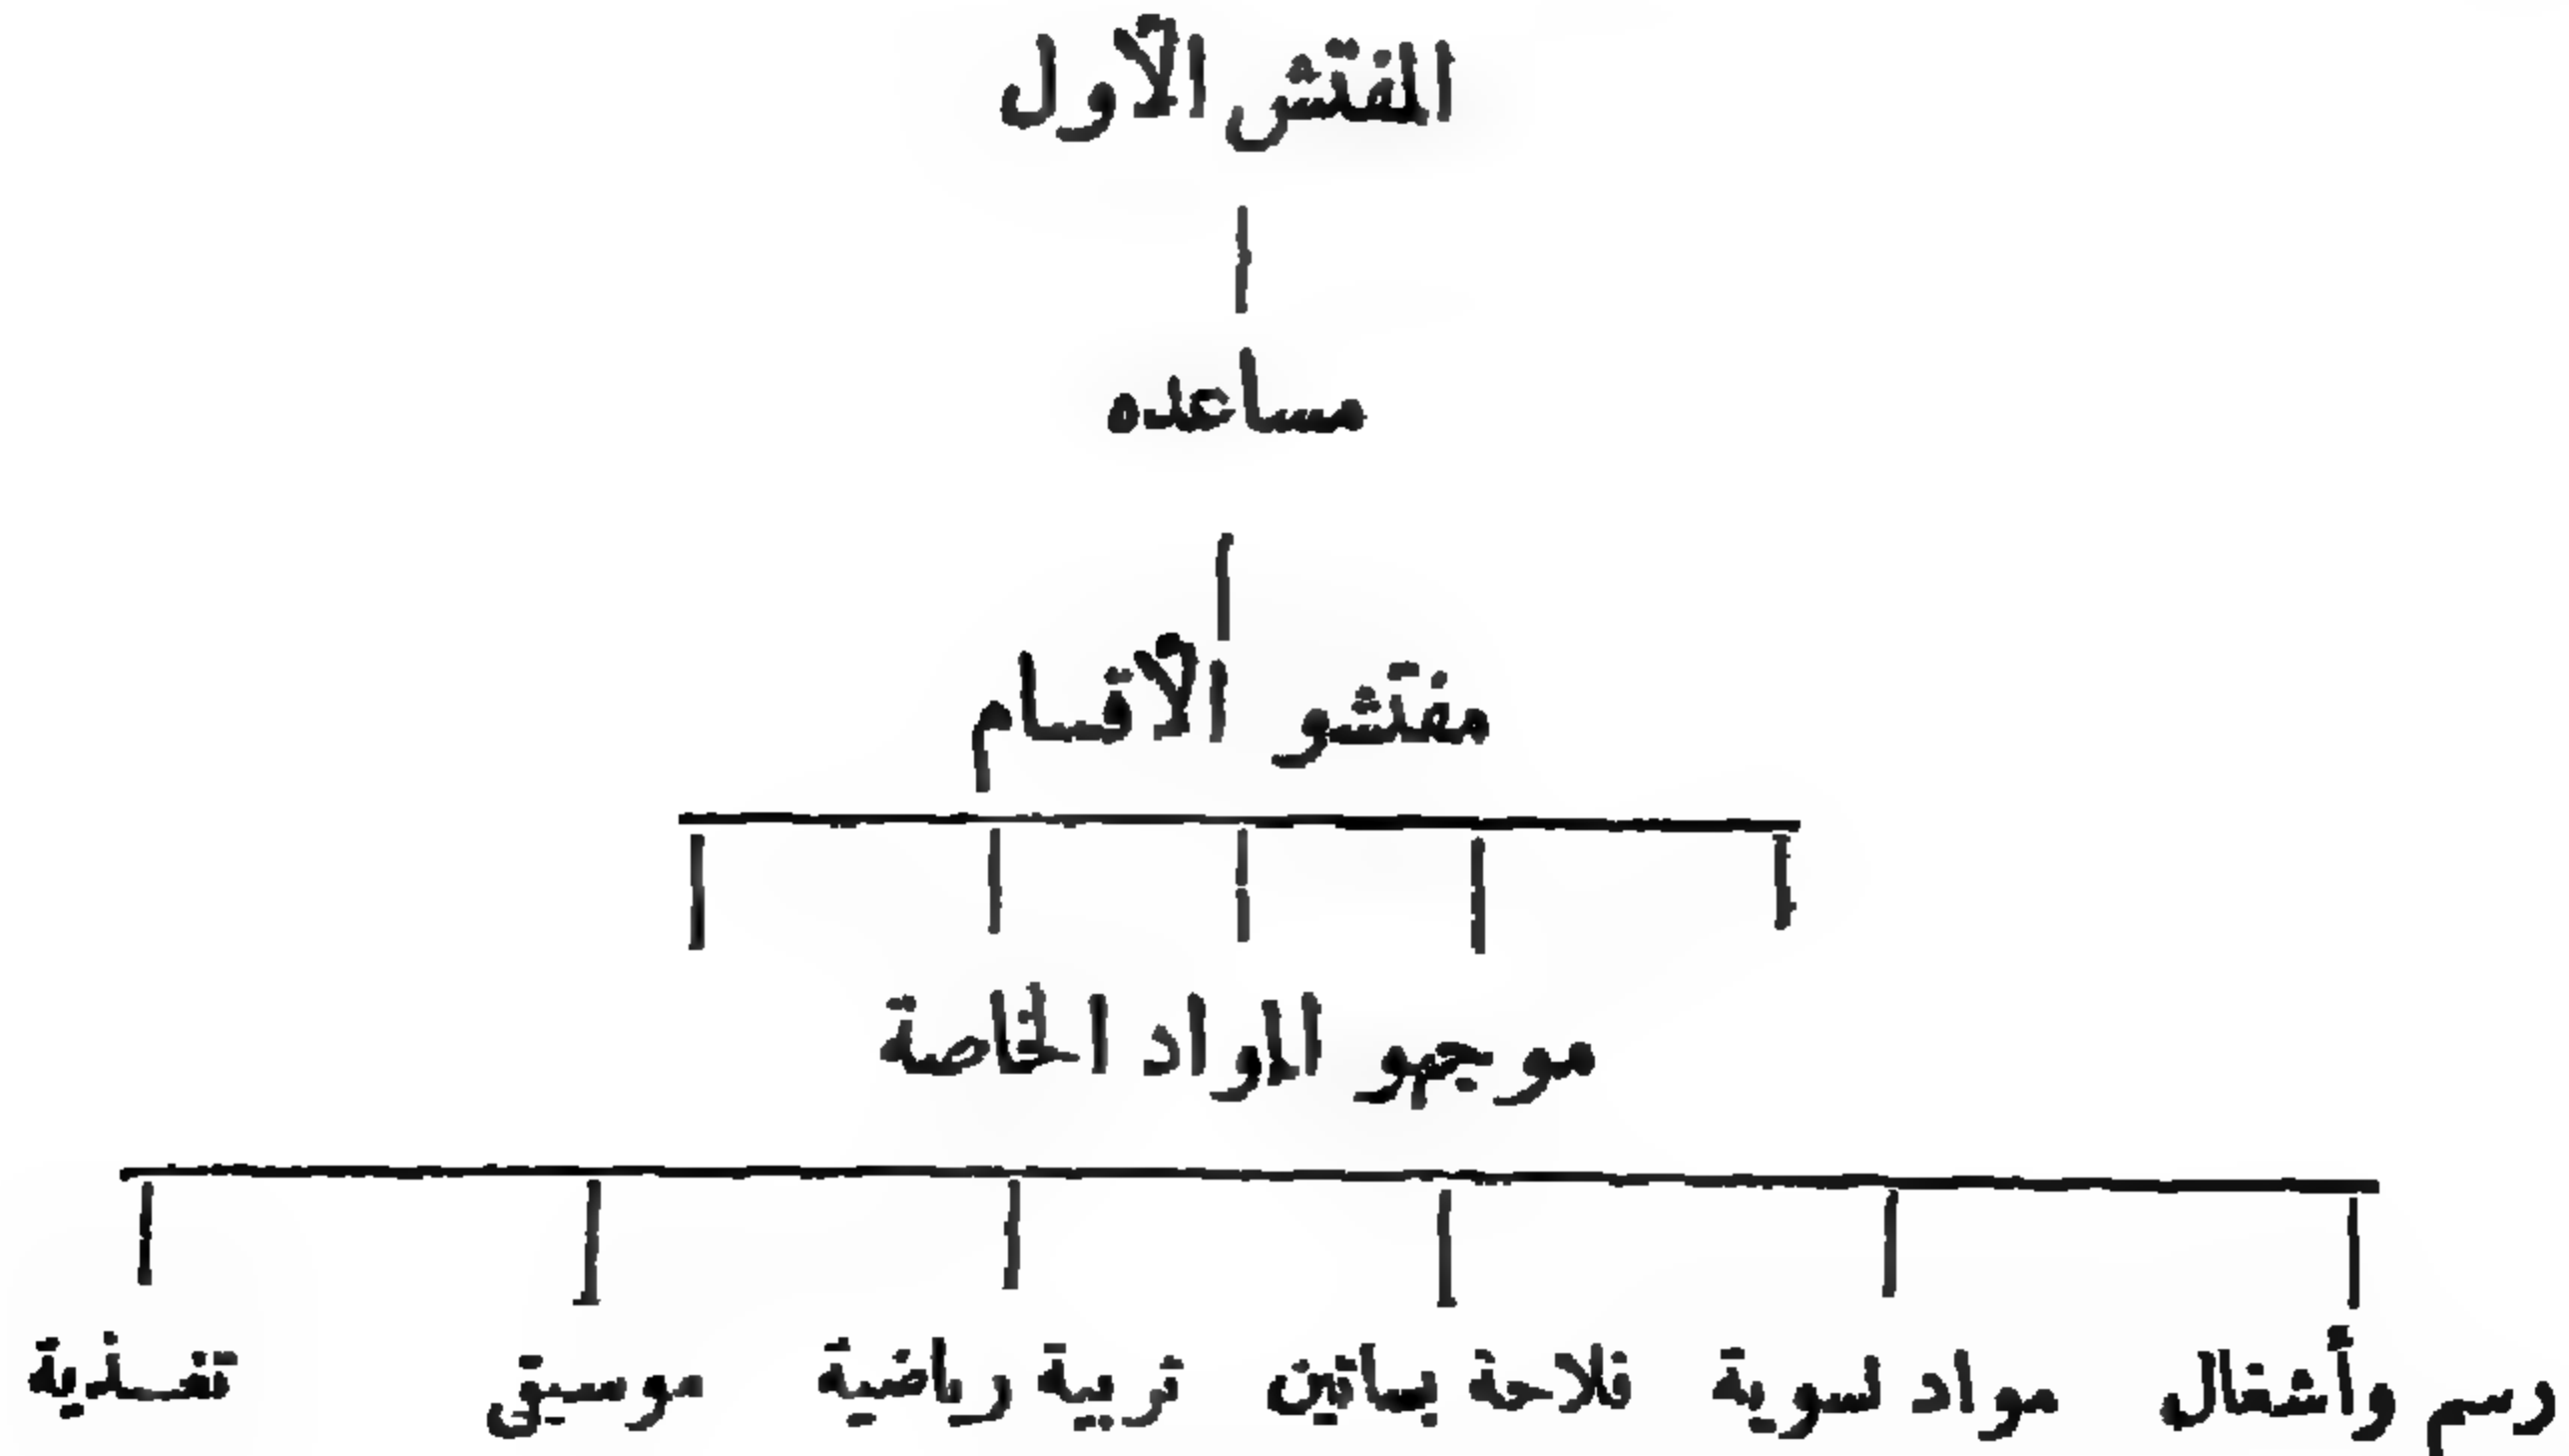 المفتش الأول
مساعده
مفتشو الأقسام
موجهو المواد الخاصة
رسم وأشغال مواد نسوية فلاحة بساتين تربية رياضية موسيقى تغذية